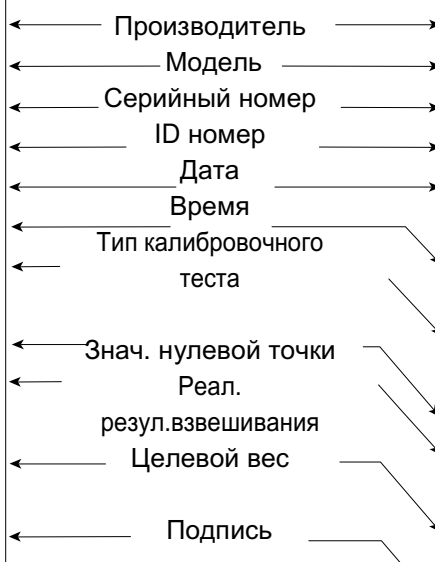 Производитель
Модель
Серийный номер
ID номер
Дата
Время
Тип калибровочного
теста
Знач. нулевой точки
Реал.
резул.взвешивания
Целевой вес
Подпись